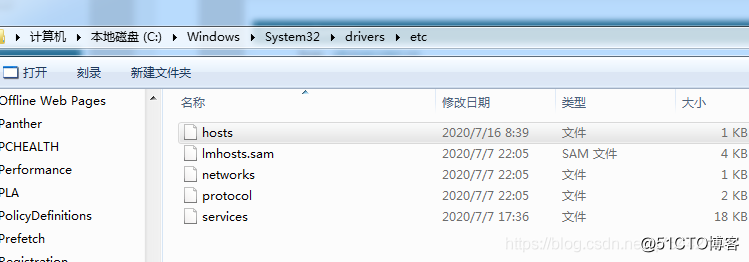 计算机 本地磁盘 (C:) Windows System32 drivers etc
打开 刻录 新建文件夹
名称 修改日期 类型 大小
Offline Web Pages
Panther
PCHEALTH
Performance
PLA
PolicyDefinitions
Prefetch
Registration
hosts 2020/7/16 8:39 文件 1 KB
lmhosts.sam 2020/7/7 22:05 SAM 文件 4 KB
networks 2020/7/7 22:05 文件 1 KB
protocol 2020/7/7 22:05 文件 2 KB
services 2020/7/7 17:36 文件 18 KB
https://blog.csdn.ne
@51CTO博客